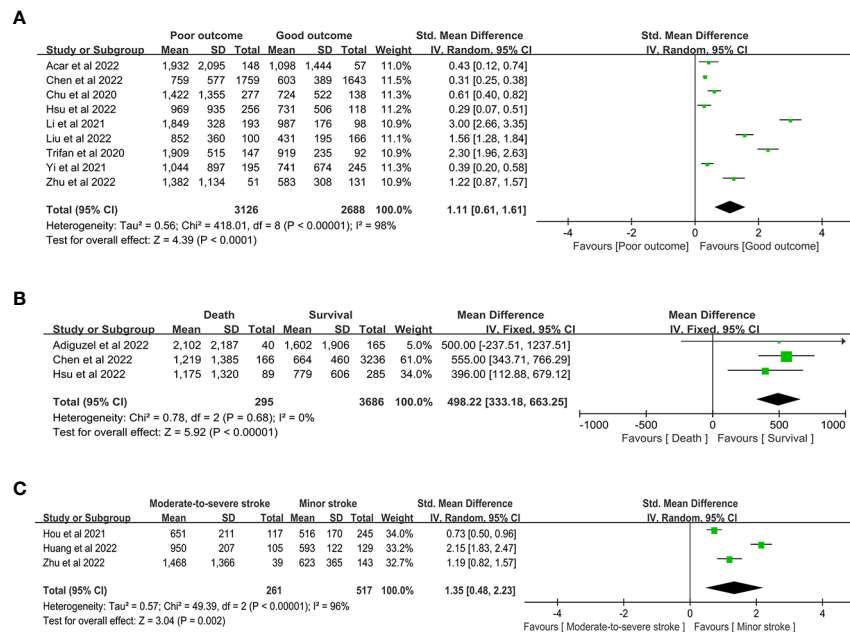 A
Poor outcome Good outcome Std. Mean Difference Std. Mean Difference
Study or Subgroup Mean SD Total Mean SD Total Weight IV, Random, 95% CI IV, Random, 95% CI
Acar et al 2022 1,932 2,095 148 1,098 1,444 57 11.0% 0.43 [0.12, 0.74]
Chen et al 2022 759 577 1759 603 389 1643 11.4% 0.31 [0.25, 0.38]
Chu et al 2020 1,422 1,355 277 724 522 138 11.3% 0.61 [0.40, 0.82]
Hsu et al 2022 969 935 256 731 506 118 11.2% 0.29 [0.07, 0.51]
Li et al 2021 1,849 328 193 987 176 98 10.9% 3.00 [2.66, 3.35]
Liu et al 2022 852 360 100 431 195 166 11.1% 1.56 [1.28, 1.84]
Trifan et al 2020 1,909 515 147 919 235 92 10.9% 2.30 [1.96, 2.63]
Yi et al 2021 1,044 897 195 741 674 245 11.3% 0.39 [0.20, 0.58]
Zhu et al 2022 1,382 1,134 51 583 308 131 10.9% 1.22 [0.87, 1.57]
Total (95% CI) 3126 2688 100.0% 1.11 [0.61, 1.61]
Heterogeneity: Tau² = 0.56; Chi² = 418.01, df = 8 (P < 0.00001); I² = 98%
Test for overall effect: Z = 4.39 (P < 0.0001)
-4 -2 0 2 4
Favours [Poor outcome] Favours [Good outcome]
B
Death Survival Mean Difference Mean Difference
Study or Subgroup Mean SD Total Mean SD Total Weight IV, Fixed, 95% CI IV, Fixed, 95% CI
Adiguzel et al 2022 2,102 2,187 40 1,602 1,906 165 5.0% 500.00 [-237.51, 1237.51]
Chen et al 2022 1,219 1,385 166 664 460 3236 61.0% 555.00 [343.71, 766.29]
Hsu et al 2022 1,175 1,320 89 779 606 285 34.0% 396.00 [112.88, 679.12]
Total (95% CI) 295 3686 100.0% 498.22 [333.18, 663.25]
Heterogeneity: Chi² = 0.78, df = 2 (P = 0.68); I² = 0%
Test for overall effect: Z = 5.92 (P < 0.00001)
-1000 -500 0 500 1000
Favours [ Death ] Favours [ Survival ]
C
Moderate-to-severe stroke Minor stroke Std. Mean Difference Std. Mean Difference
Study or Subgroup Mean SD Total Mean SD Total Weight IV, Random, 95% CI IV, Random, 95% CI
Hou et al 2021 651 211 117 516 170 245 34.0% 0.73 [0.50, 0.96]
Huang et al 2022 950 207 105 593 122 129 33.2% 2.15 [1.83, 2.47]
Zhu et al 2022 1,468 1,366 39 623 365 143 32.7% 1.19 [0.82, 1.57]
Total (95% CI) 261 517 100.0% 1.35 [0.48, 2.23]
Heterogeneity: Tau² = 0.57; Chi² = 49.39, df = 2 (P < 0.00001); I² = 96%
Test for overall effect: Z = 3.04 (P = 0.002)
-4 -2 0 2 4
Favours [ Moderate-to-severe stroke ] Favours [ Minor stroke ]